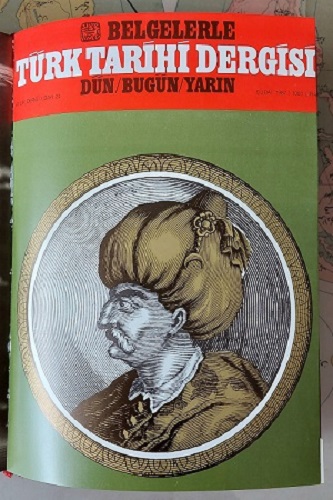 BELGELERLE
TÜRK TARİHİ DERGİSİ
DÜN/BUGÜN/YARIN